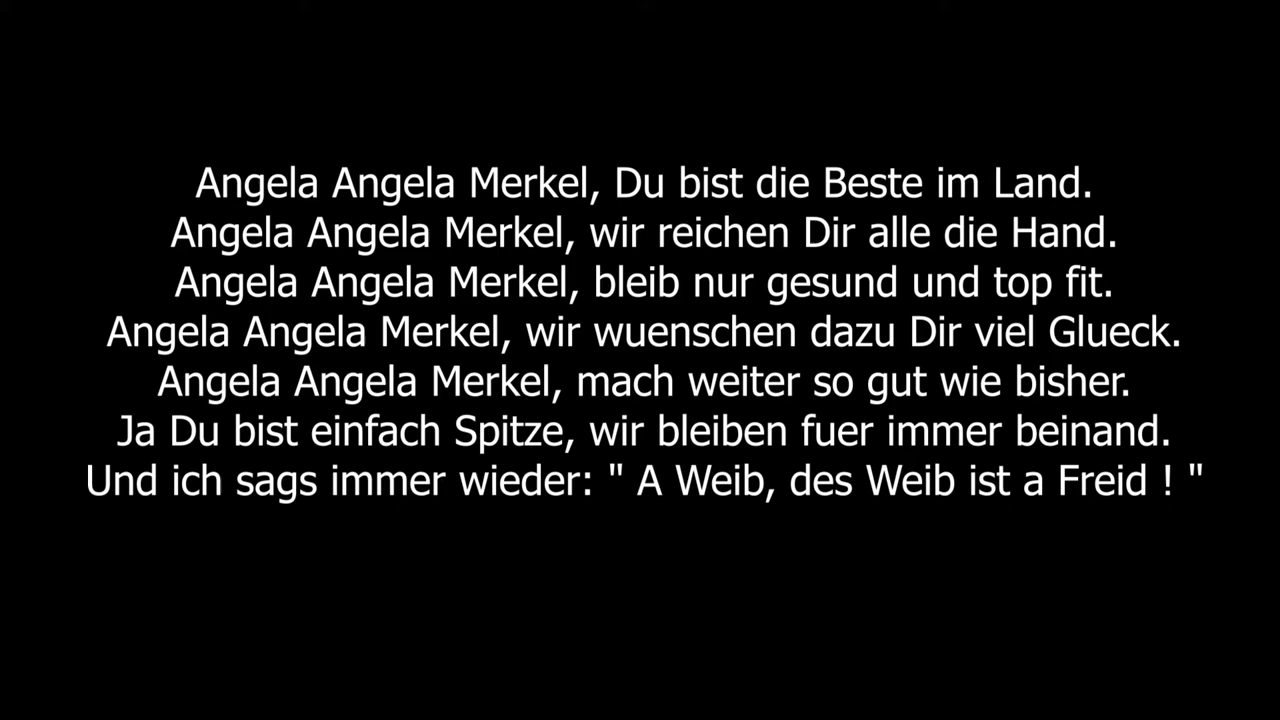 Angela Angela Merkel, Du bist die Beste im Land.
Angela Angela Merkel, wir reichen Dir alle die Hand.
Angela Angela Merkel, bleib nur gesund und top fit.
Angela Angela Merkel, wir wuenschen dazu Dir viel Glueck.
Angela Angela Merkel, mach weiter so gut wie bisher.
Ja Du bist einfach Spitze, wir bleiben fuer immer beinand.
Und ich sags immer wieder: " A Weib, des Weib ist a Freid ! "